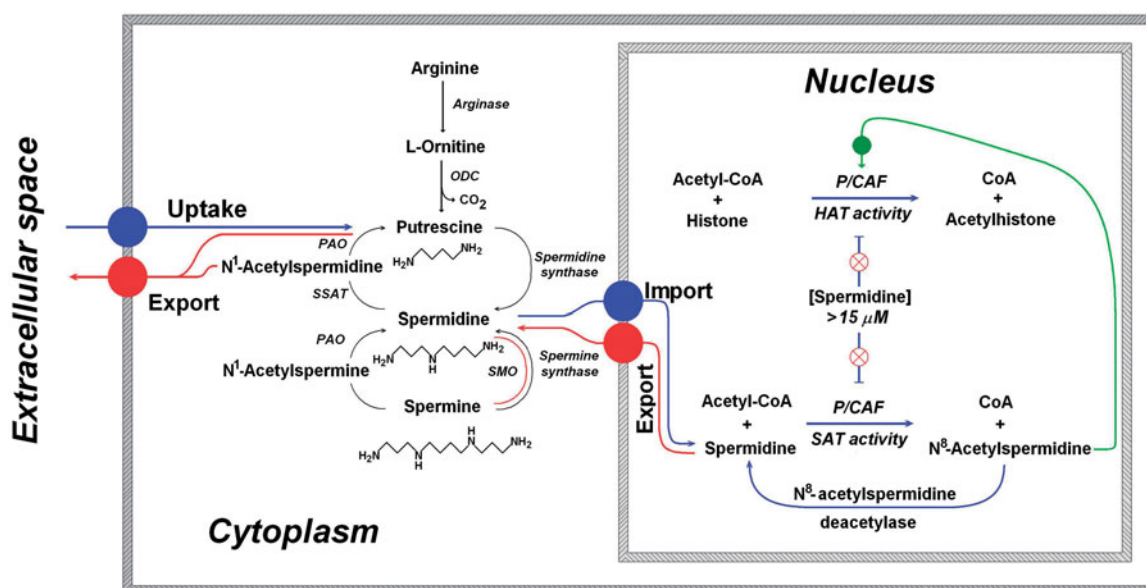 Extracellular space
Uptake
Export
Cytoplasm
Arginine
Arginase
L-Ornitine
ODC
CO2
Putrescine
H2N
NH2
PAO
N1-Acetylspermidine
SSAT
Spermidine
synthase
Spermidine
H2N
N
H
NH2
PAO
N1-Acetylspermine
SMO
Spermine
synthase
Spermine
H2N
N
H
H
N
NH2
Import
Export
Nucleus
Acetyl-CoA
+
Histone
P/CAF
HAT activity
CoA
+
Acetylhistone
[Spermidine]
>15 μM
Acetyl-CoA
+
Spermidine
P/CAF
SAT activity
CoA
+
N8-Acetylspermidine
N8-acetylspermidine
deacetylase